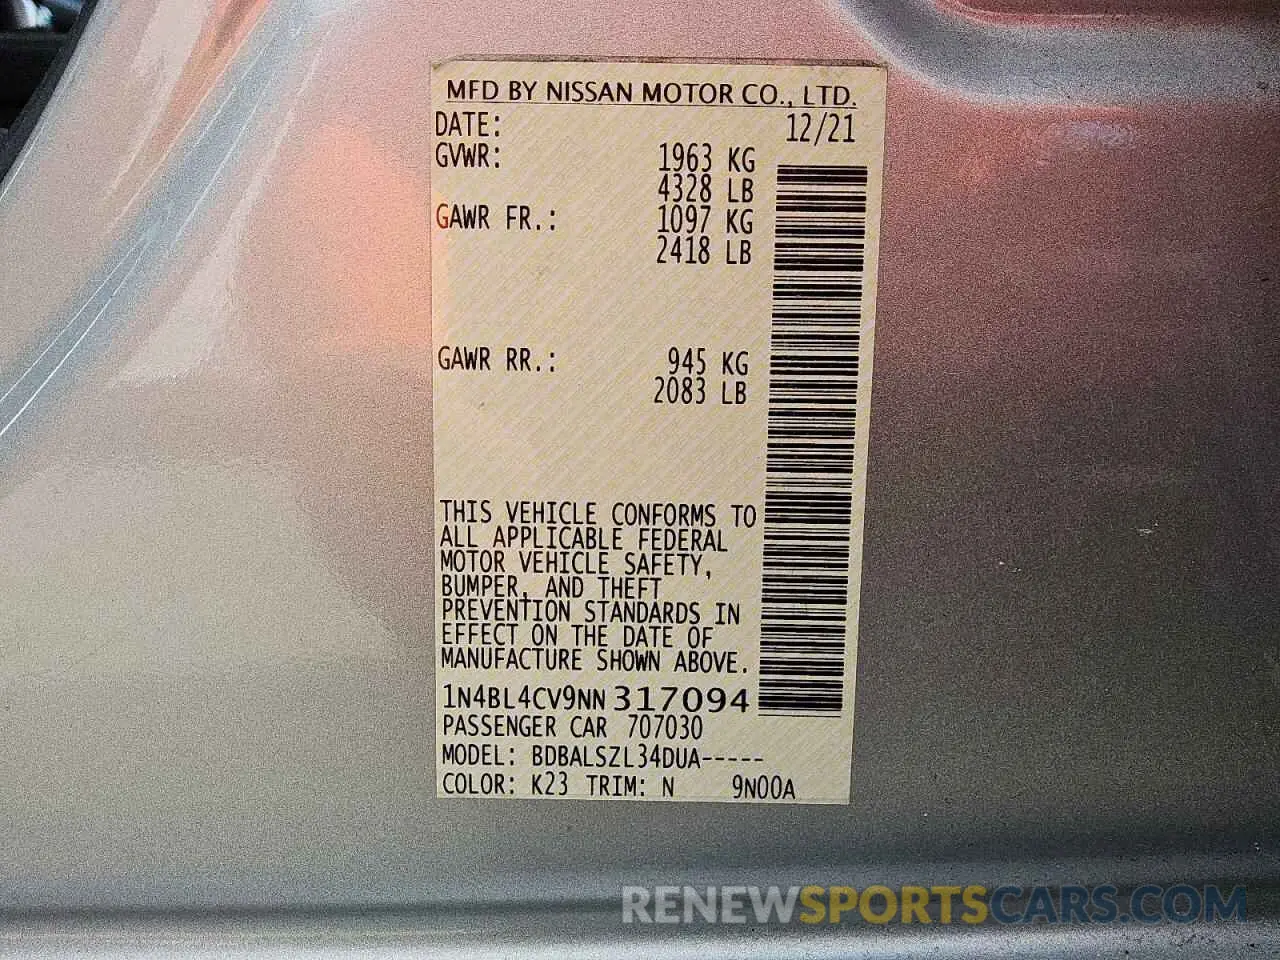 MFD BY NISSAN MOTOR CO., LTD.
DATE: 12/21
GVWR: 1963 KG
4328 LB
GAWR FR.: 1097 KG
2418 LB
GAWR RR.: 945 KG
2083 LB
THIS VEHICLE CONFORMS TO
ALL APPLICABLE FEDERAL
MOTOR VEHICLE SAFETY,
BUMPER, AND THEFT
PREVENTION STANDARDS IN
EFFECT ON THE DATE OF
MANUFACTURE SHOWN ABOVE.
1N4BL4CV9NN317094
PASSENGER CAR 707030
MODEL: BDBALSZL34DUA-----
COLOR: K23 TRIM: N 9N00A
RENEWSPORTSCARS.COM